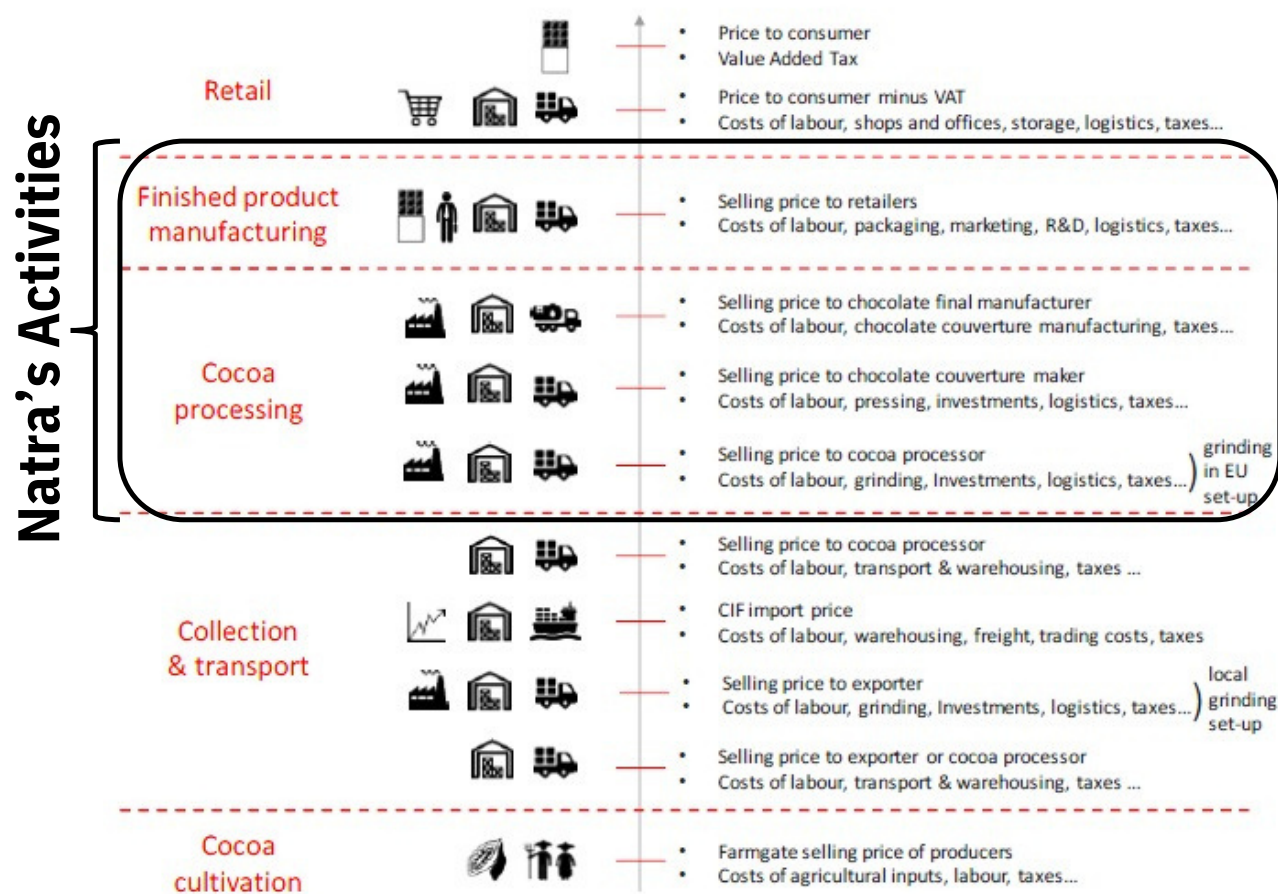 Natra's Activities
Retail
• Price to consumer
• Value Added Tax
• Price to consumer minus VAT
• Costs of labour, shops and offices, storage, logistics, taxes...
Finished product
manufacturing
• Selling price to retailers
• Costs of labour, packaging, marketing, R&D, logistics, taxes...
Cocoa
processing
• Selling price to chocolate final manufacturer
• Costs of labour, chocolate couverture manufacturing, taxes...
• Selling price to chocolate couverture maker
• Costs of labour, pressing, investments, logistics, taxes...
• Selling price to cocoa processor
• Costs of labour, grinding, Investments, logistics, taxes...)
grinding
in EU
set-up
Collection
& transport
• Selling price to cocoa processor
• Costs of labour, transport & warehousing, taxes ...
• CIF import price
• Costs of labour, warehousing, freight, trading costs, taxes
• Selling price to exporter
• Costs of labour, grinding, Investments, logistics, taxes...)
local
grinding
set-up
• Selling price to exporter or cocoa processor
• Costs of labour, transport & warehousing, taxes ...
Cocoa
cultivation
• Farmgate selling price of producers
• Costs of agricultural inputs, labour, taxes...